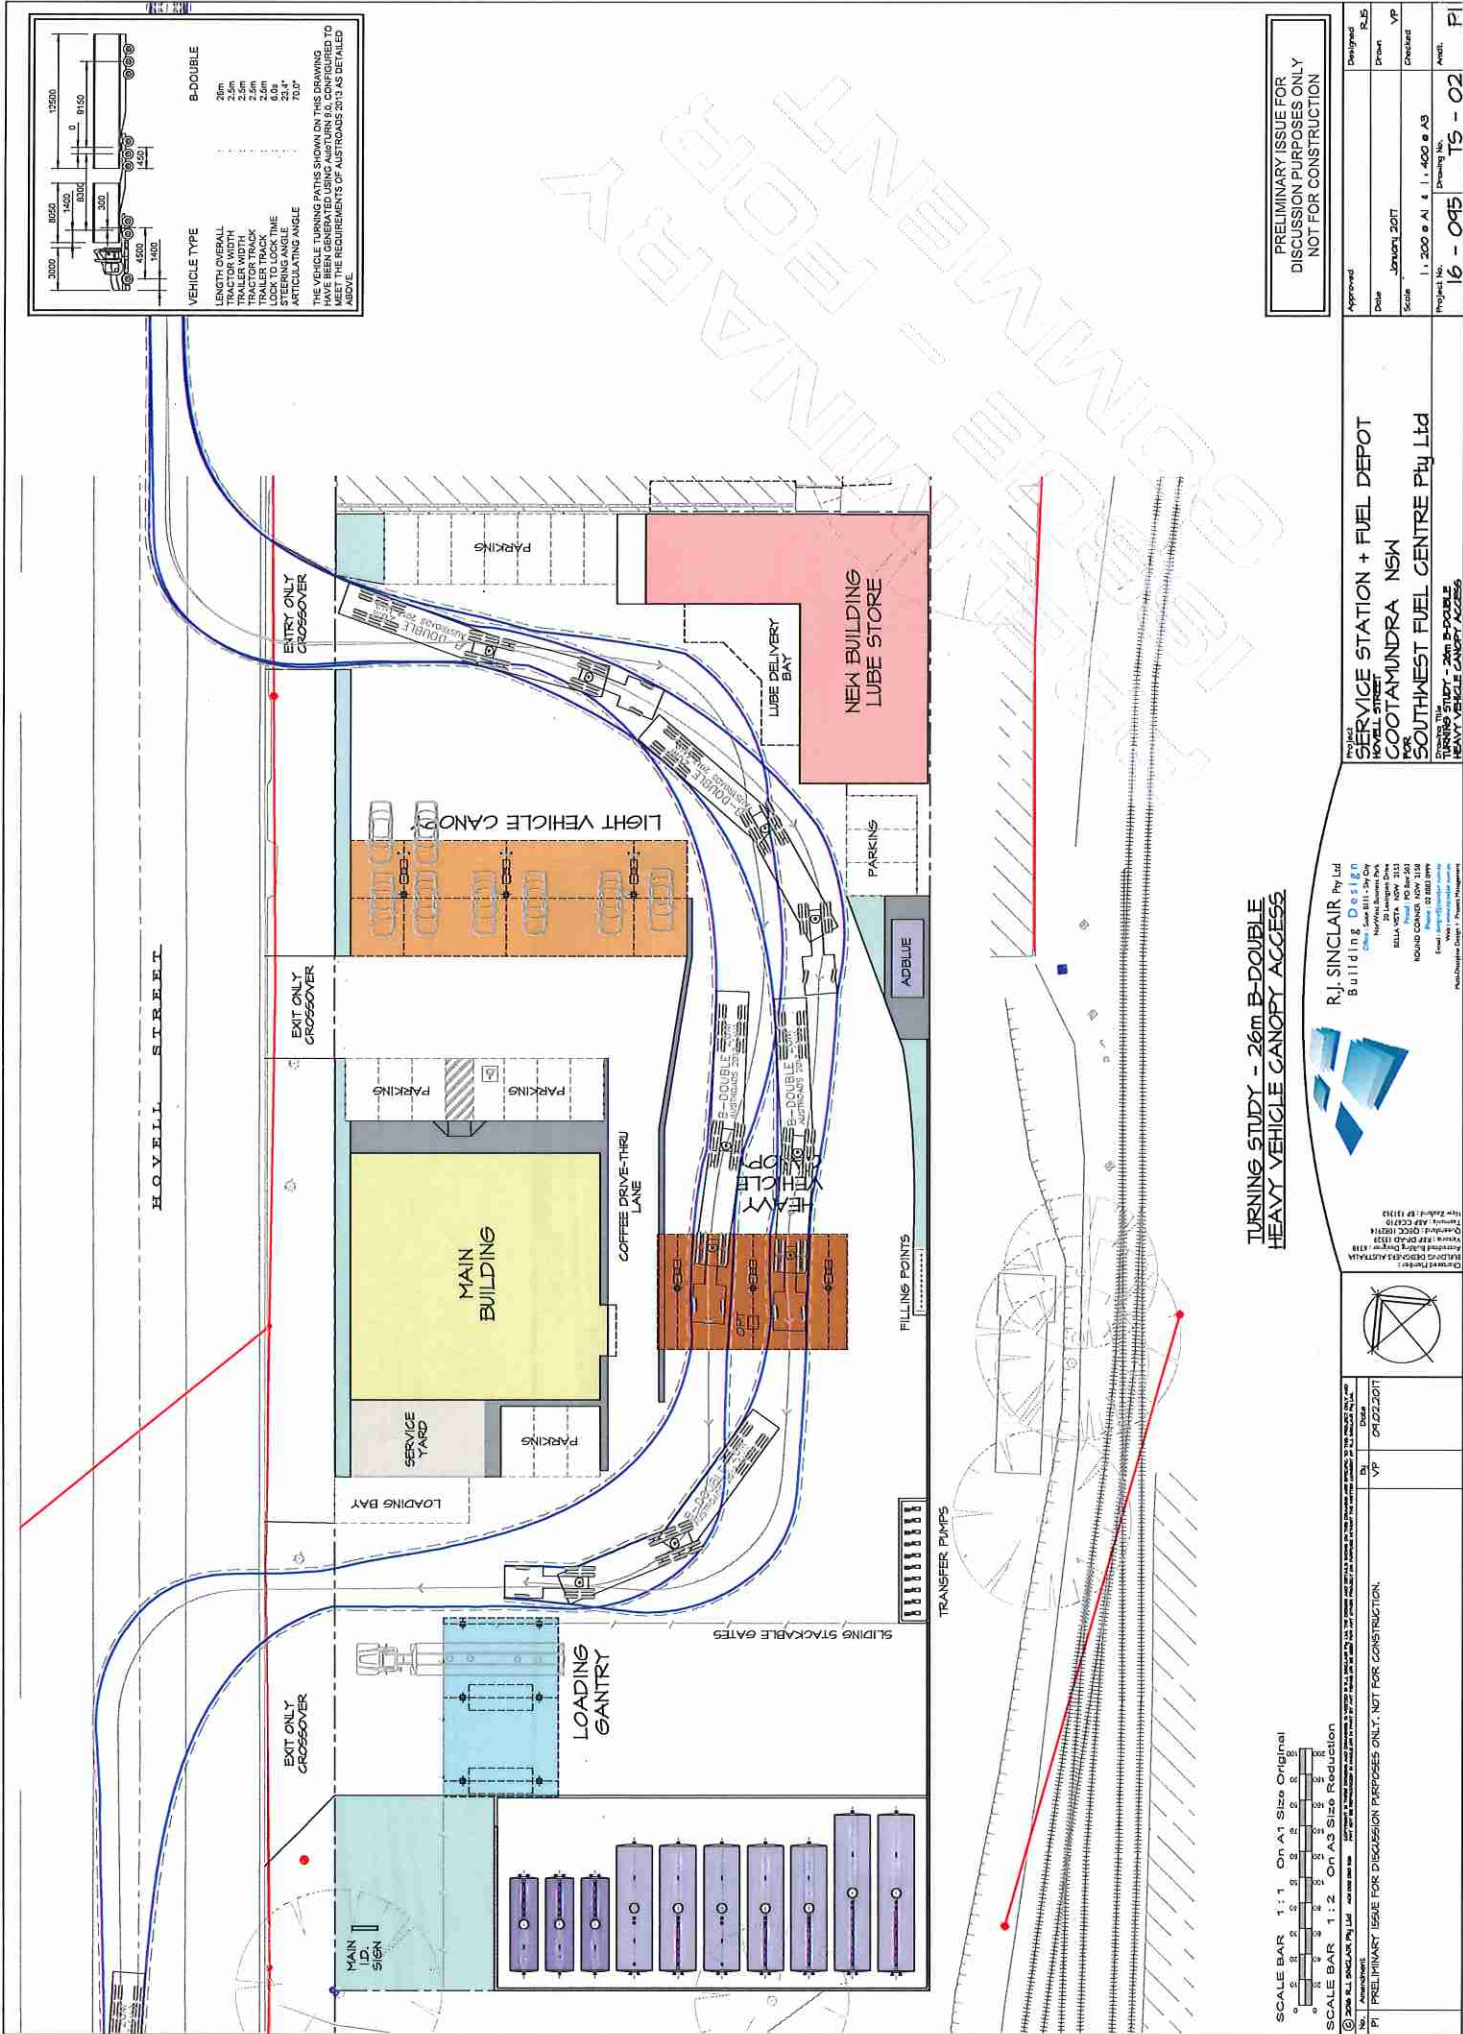 VEHICLE TYPE B-DOUBLE
LENGTH OVERALL 26m
TRACTOR WIDTH 2.5m
TRAILER WIDTH 2.5m
TRACTOR TRACK 2.5m
TRAILER TRACK 2.5m
LOCK TO LOCK TIME 6.0s
STEERING ANGLE 23.4°
ARTICULATING ANGLE 70.0°
THE VEHICLE TURNING PATHS SHOWN ON THIS DRAWING
HAVE BEEN GENERATED USING AutoTURN 9.0, CONFIGURED TO
MEET THE REQUIREMENTS OF AUSTROADS 2013 AS DETAILED
ABOVE.
3000
8050
12500
1400
0
8300
9150
300
4500
1400
1450
HOVELL STREET
EXIT ONLY
CROSSOVER
EXIT ONLY
CROSSOVER
ENTRY ONLY
CROSSOVER
MAIN
I.D.
SIGN
LOADING
GANTRY
LOADING BAY
SERVICE
YARD
PARKING
MAIN
BUILDING
PARKING
PARKING
COFFEE DRIVE-THRU
LANE
LIGHT VEHICLE CANOPY
PARKING
LUBE DELIVERY
BAY
NEW BUILDING
LUBE STORE
PARKING
ADBLUE
HEAVY
VEHICLE
CANOPY
OPT
B-DOUBLE
B-DOUBLE
B-DOUBLE
B-DOUBLE
B-DOUBLE
FILLING POINTS
TRANSFER PUMPS
SLIDING STACKABLE GATES
TURNING STUDY - 26m B-DOUBLE
HEAVY VEHICLE CANOPY ACCESS
PRELIMINARY ISSUE FOR
DISCUSSION PURPOSES ONLY
NOT FOR CONSTRUCTION
SCALE BAR 1 : 1 On A1 Size Original
SCALE BAR 1 : 2 On A3 Size Reduction
No. Amendment By Date
P1 PRELIMINARY ISSUE FOR DISCUSSION PURPOSES ONLY. NOT FOR CONSTRUCTION. VP 09.02.2017
R.J. SINCLAIR Pty Ltd
Building Design
Project
SERVICE STATION + FUEL DEPOT
HOVELL STREET
COOTAMUNDRA NSW
FOR
SOUTHWEST FUEL CENTRE Pty Ltd
Drawing Title
TURNING STUDY - 26m B-DOUBLE
HEAVY VEHICLE CANOPY ACCESS
Approved
Designed RJS
Date January 2017
Drawn VP
Scale 1 : 200 @ A1 & 1 : 400 @ A3
Checked
Project No. 16 - 095
Drawing No. TS - 02
Amdt. P1